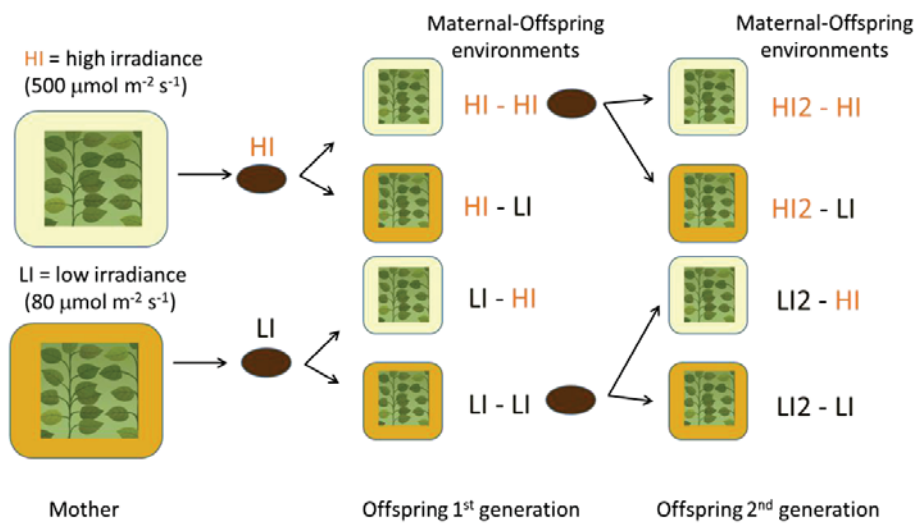 Maternal-Offspring
environments
Maternal-Offspring
environments
HI = high irradiance
(500 µmol m⁻² s⁻¹)
HI
HI - HI
HI2 - HI
HI - LI
HI2 - LI
LI = low irradiance
(80 µmol m⁻² s⁻¹)
LI
LI - HI
LI2 - HI
LI - LI
LI2 - LI
Mother
Offspring 1ˢᵗ generation
Offspring 2ⁿᵈ generation